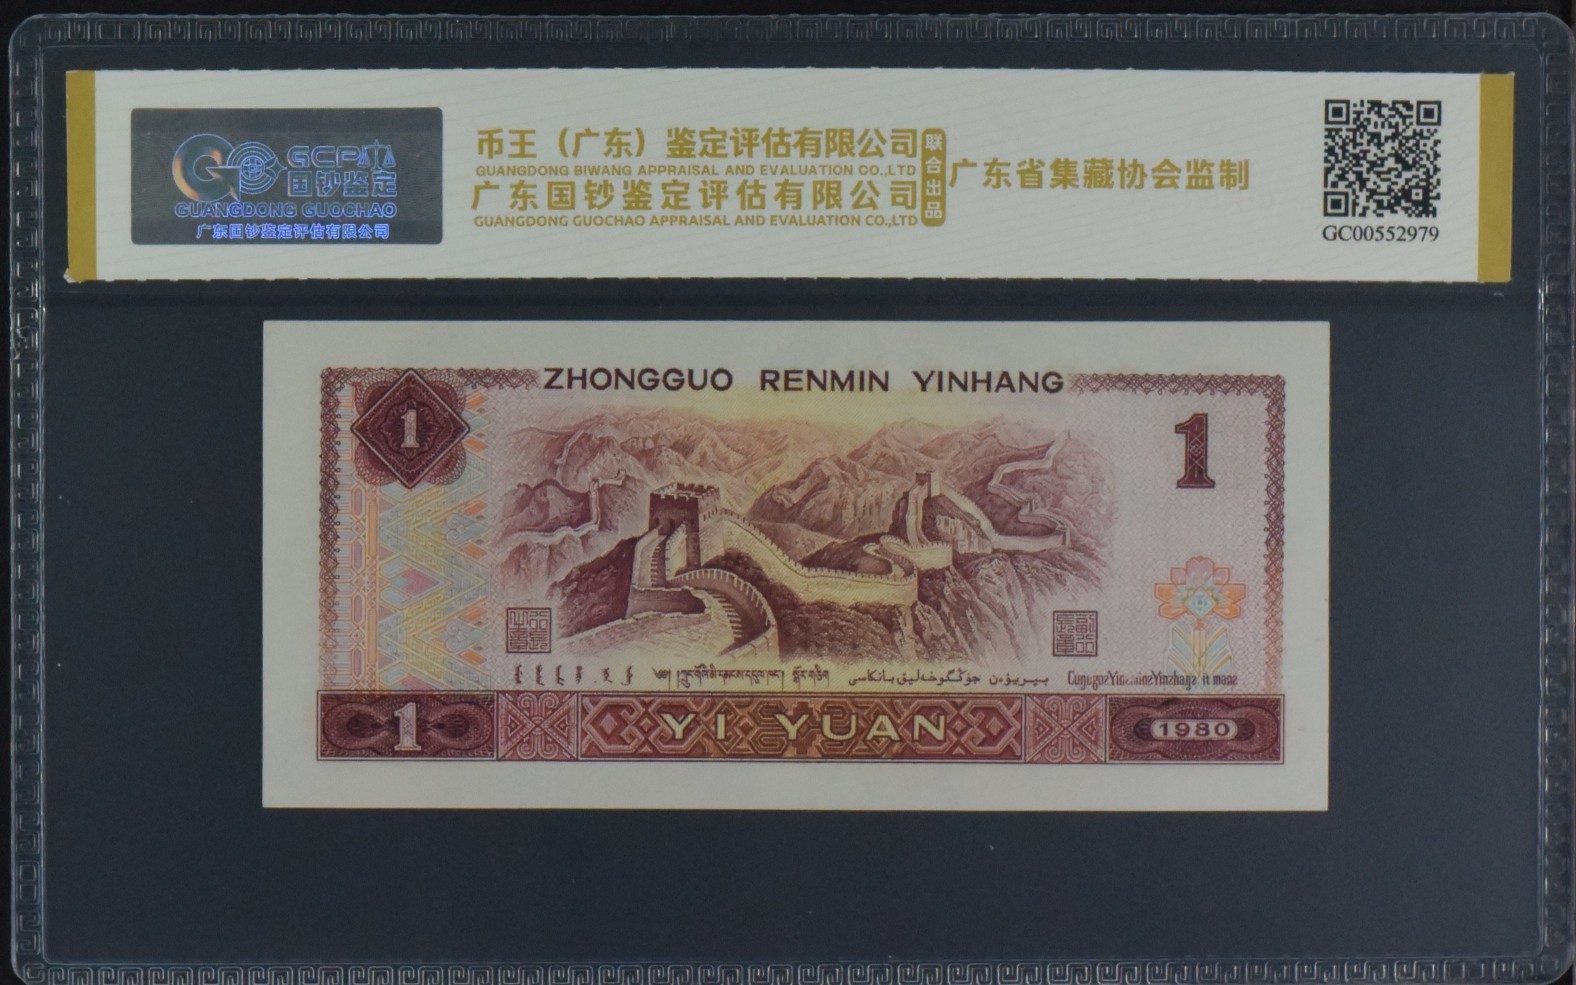 GCP
国钞鉴定
GUANGDONG GUOCHAO
广东国钞鉴定评估有限公司
币王（广东）鉴定评估有限公司
GUANGDONG BIWANG APPRAISAL AND EVALUATION CO.,LTD
广东国钞鉴定评估有限公司
GUANGDONG GUOCHAO APPRAISAL AND EVALUATION CO.,LTD
联合出品
广东省集藏协会监制
GC00552979
ZHONGGUO RENMIN YINHANG
1
1
1
YI YUAN
1980